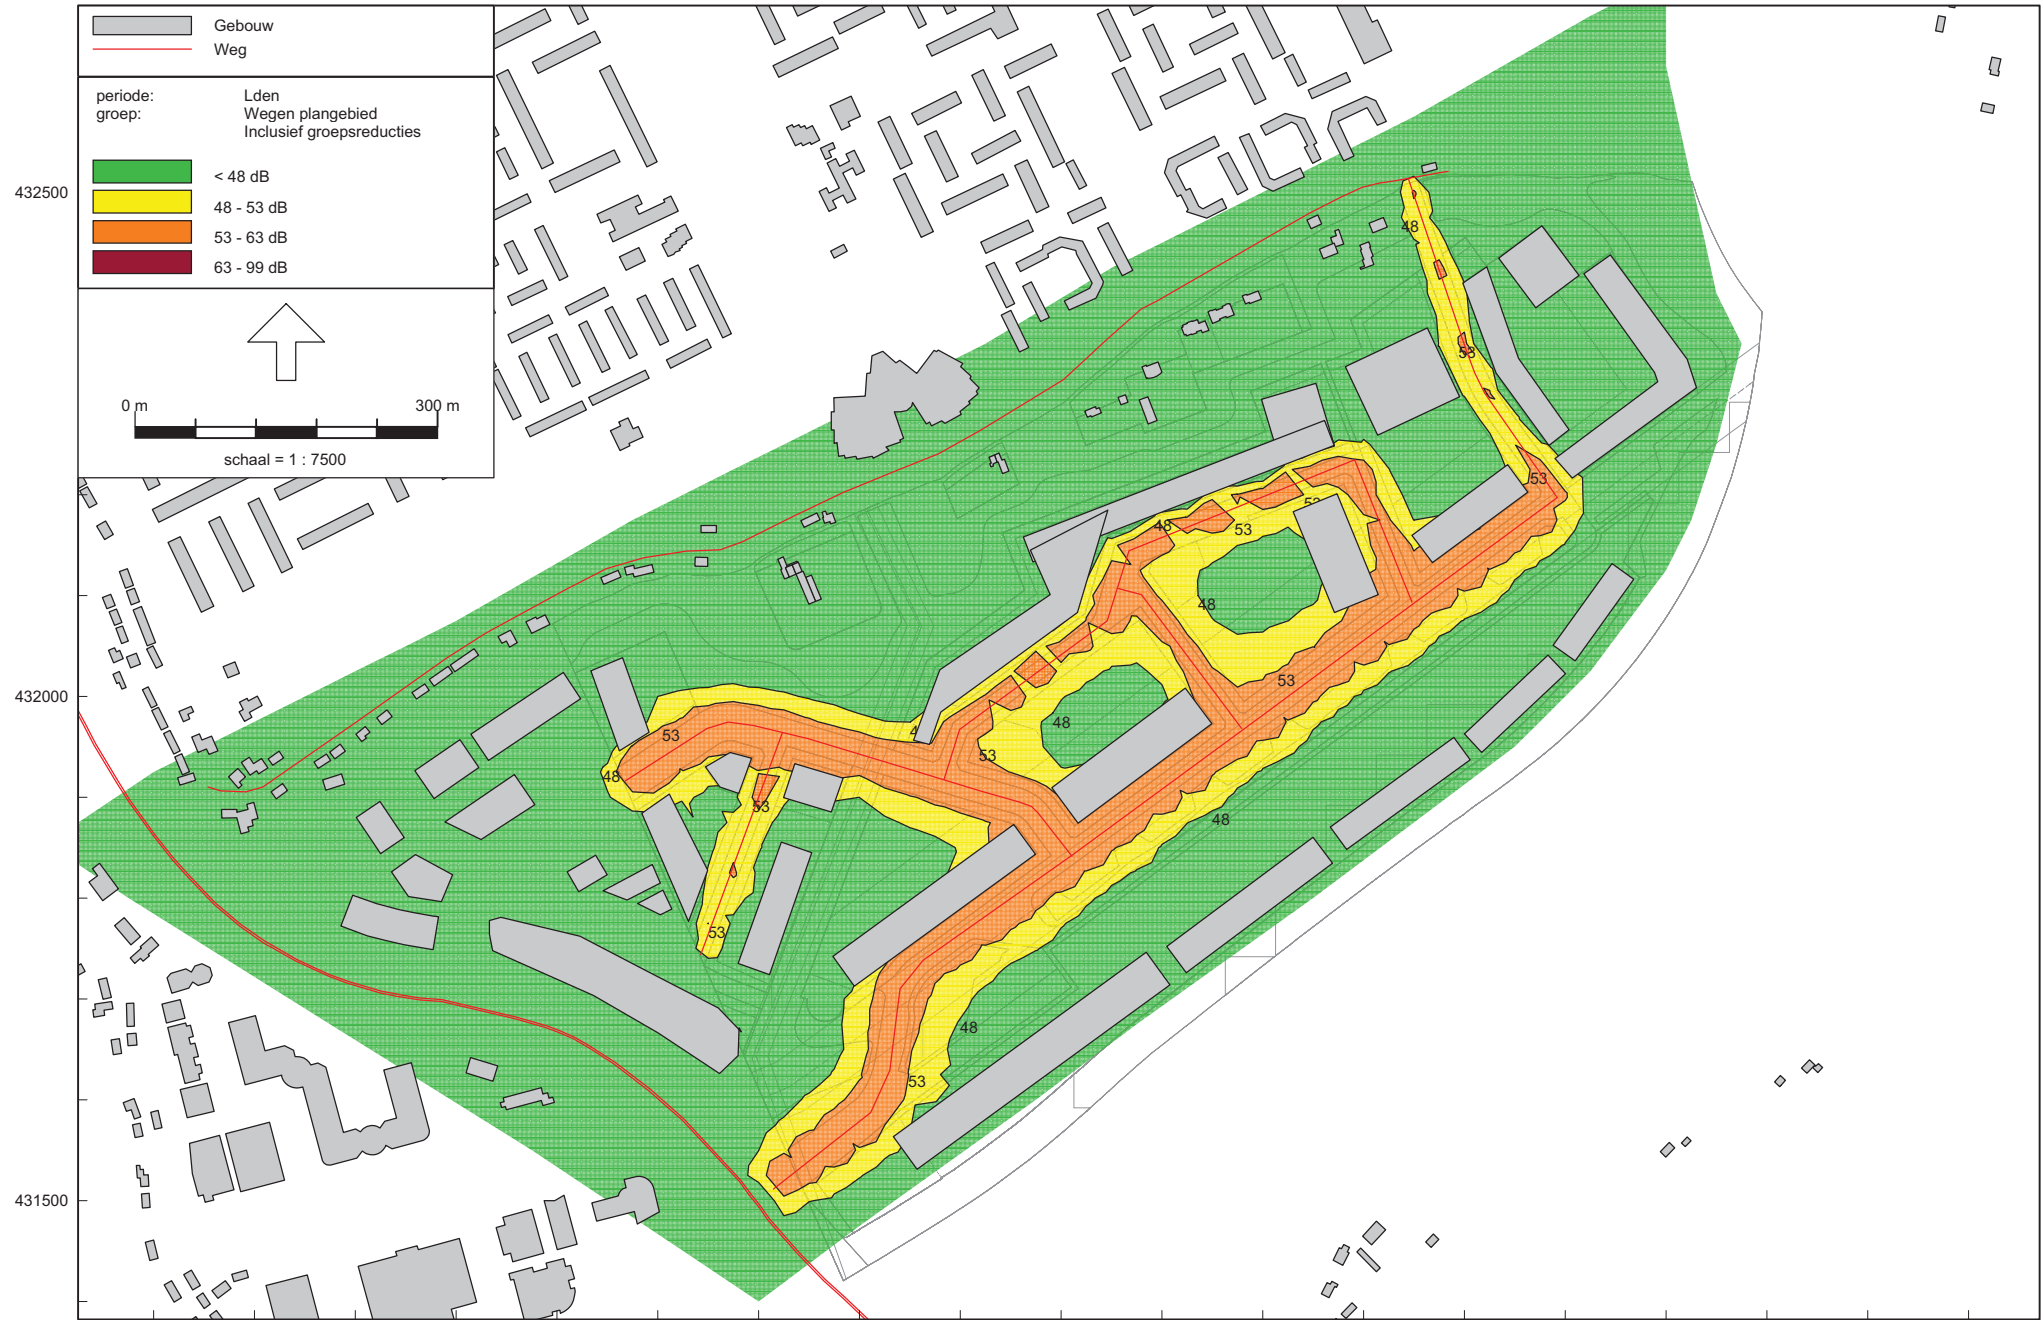 Gebouw
Weg
periode: Lden
groep: Wegen plangebied
Inclusief groepsreducties
< 48 dB
48 - 53 dB
53 - 63 dB
63 - 99 dB
0 m 300 m
schaal = 1 : 7500
432500
432000
431500
48
53
53
48
53
48
53
48
53
48
53
48
53
48
53
53
48
48
53